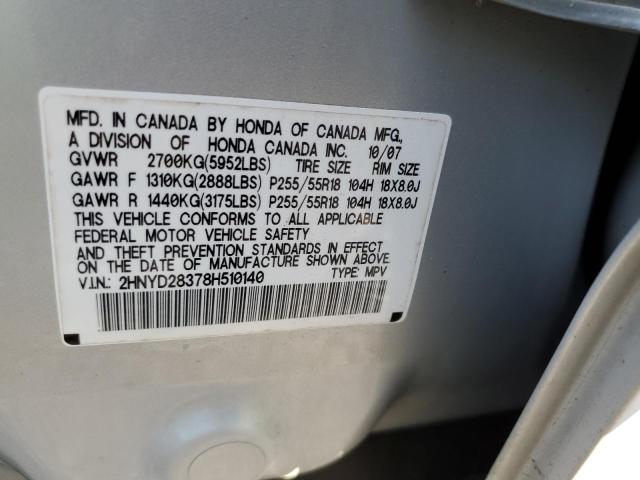 MFD. IN CANADA BY HONDA OF CANADA MFG.,
A DIVISION OF HONDA CANADA INC. 10/07
GVWR 2700KG(5952LBS) TIRE SIZE RIM SIZE
GAWR F 1310KG(2888LBS) P255/55R18 104H 18X8.0J
GAWR R 1440KG(3175LBS) P255/55R18 104H 18X8.0J
THIS VEHICLE CONFORMS TO ALL APPLICABLE
FEDERAL MOTOR VEHICLE SAFETY
AND THEFT PREVENTION STANDARDS IN EFFECT
ON THE DATE OF MANUFACTURE SHOWN ABOVE.
V.I.N.: 2HNYD28378H510140 TYPE: MPV